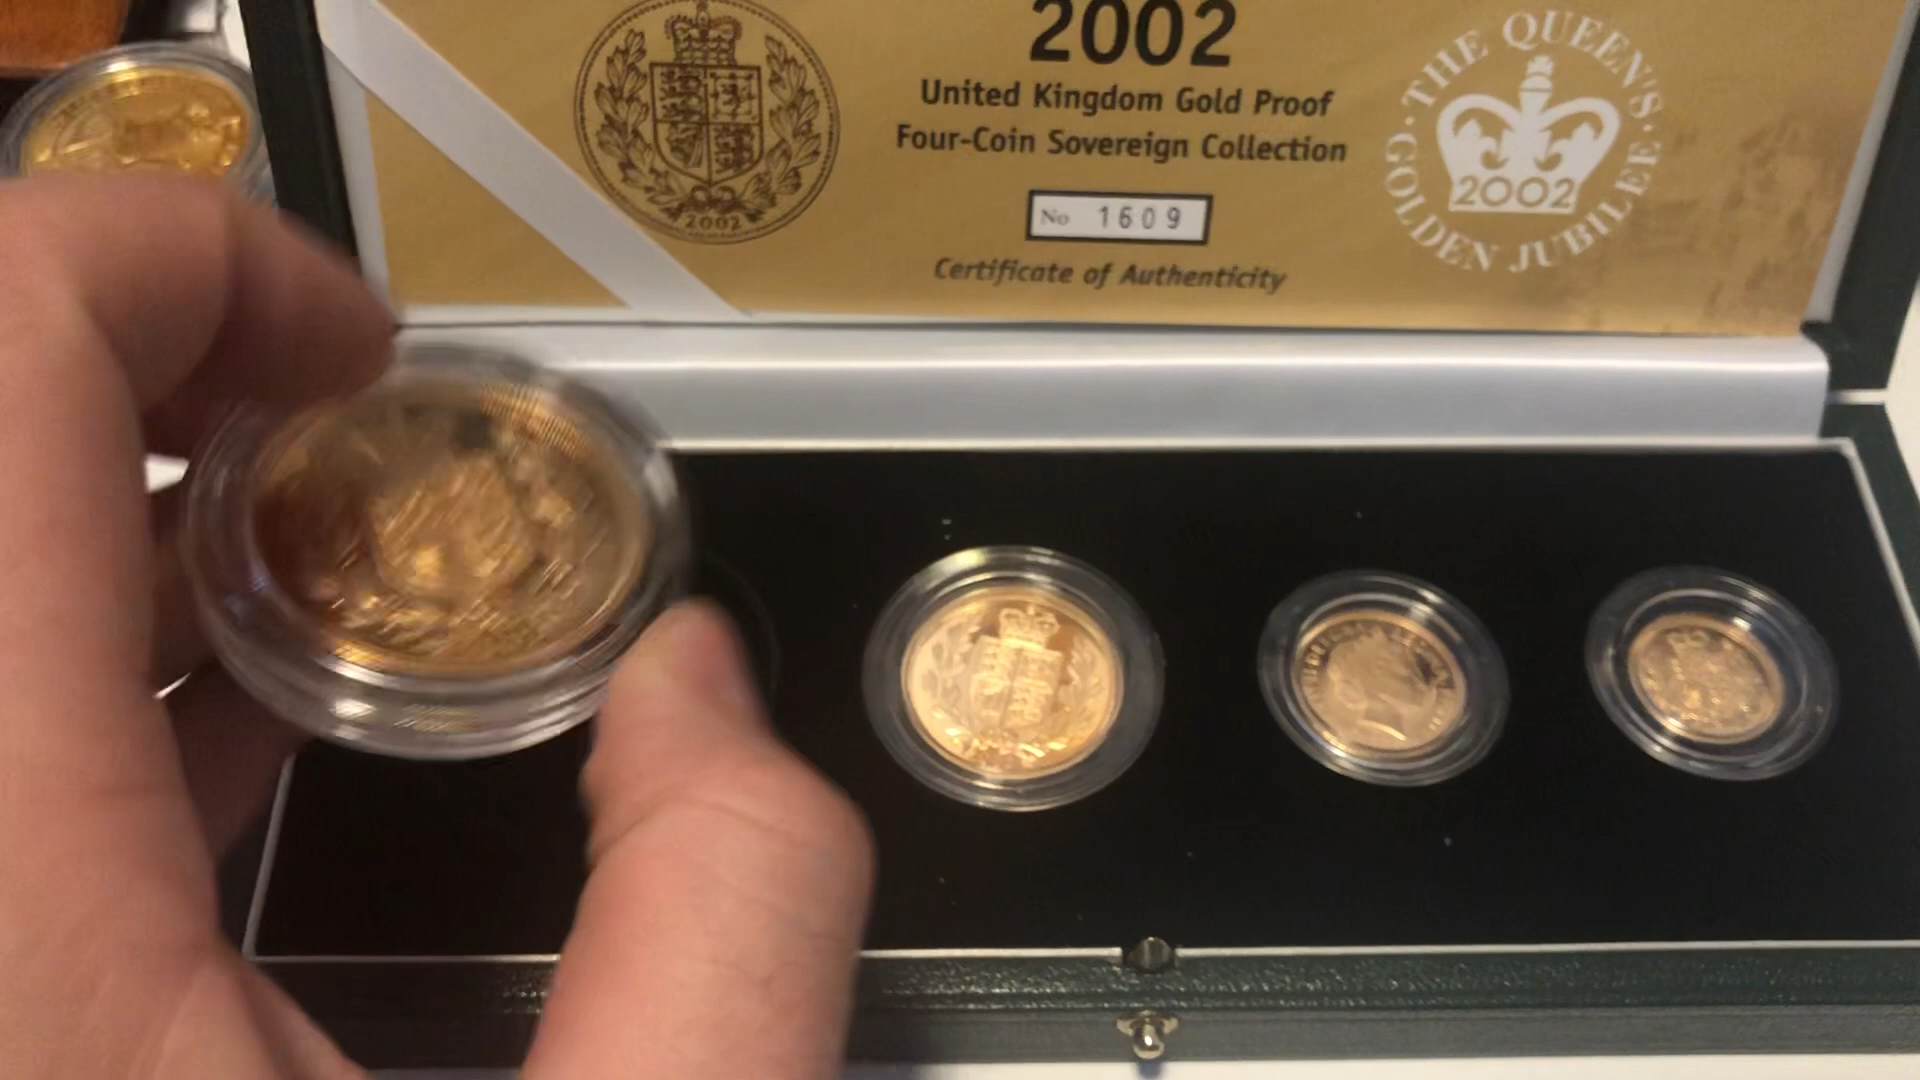 2002
United Kingdom Gold Proof
Four-Coin Sovereign Collection
No 1609
Certificate of Authenticity
2002
· THE QUEEN'S · GOLDEN JUBILEE
2002